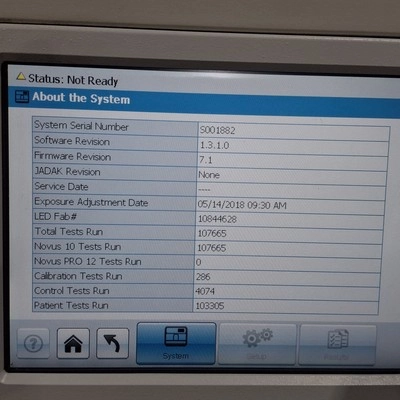 Status: Not Ready
About the System
System Serial Number S001882
Software Revision 1.3.1.0
Firmware Revision 7.1
JADAK Revision None
Service Date ----
Exposure Adjustment Date 05/14/2018 09:30 AM
LED Fab# 10844628
Total Tests Run 107665
Novus 10 Tests Run 107665
Novus PRO 12 Tests Run 0
Calibration Tests Run 286
Control Tests Run 4074
Patient Tests Run 103305
? System Setup Results